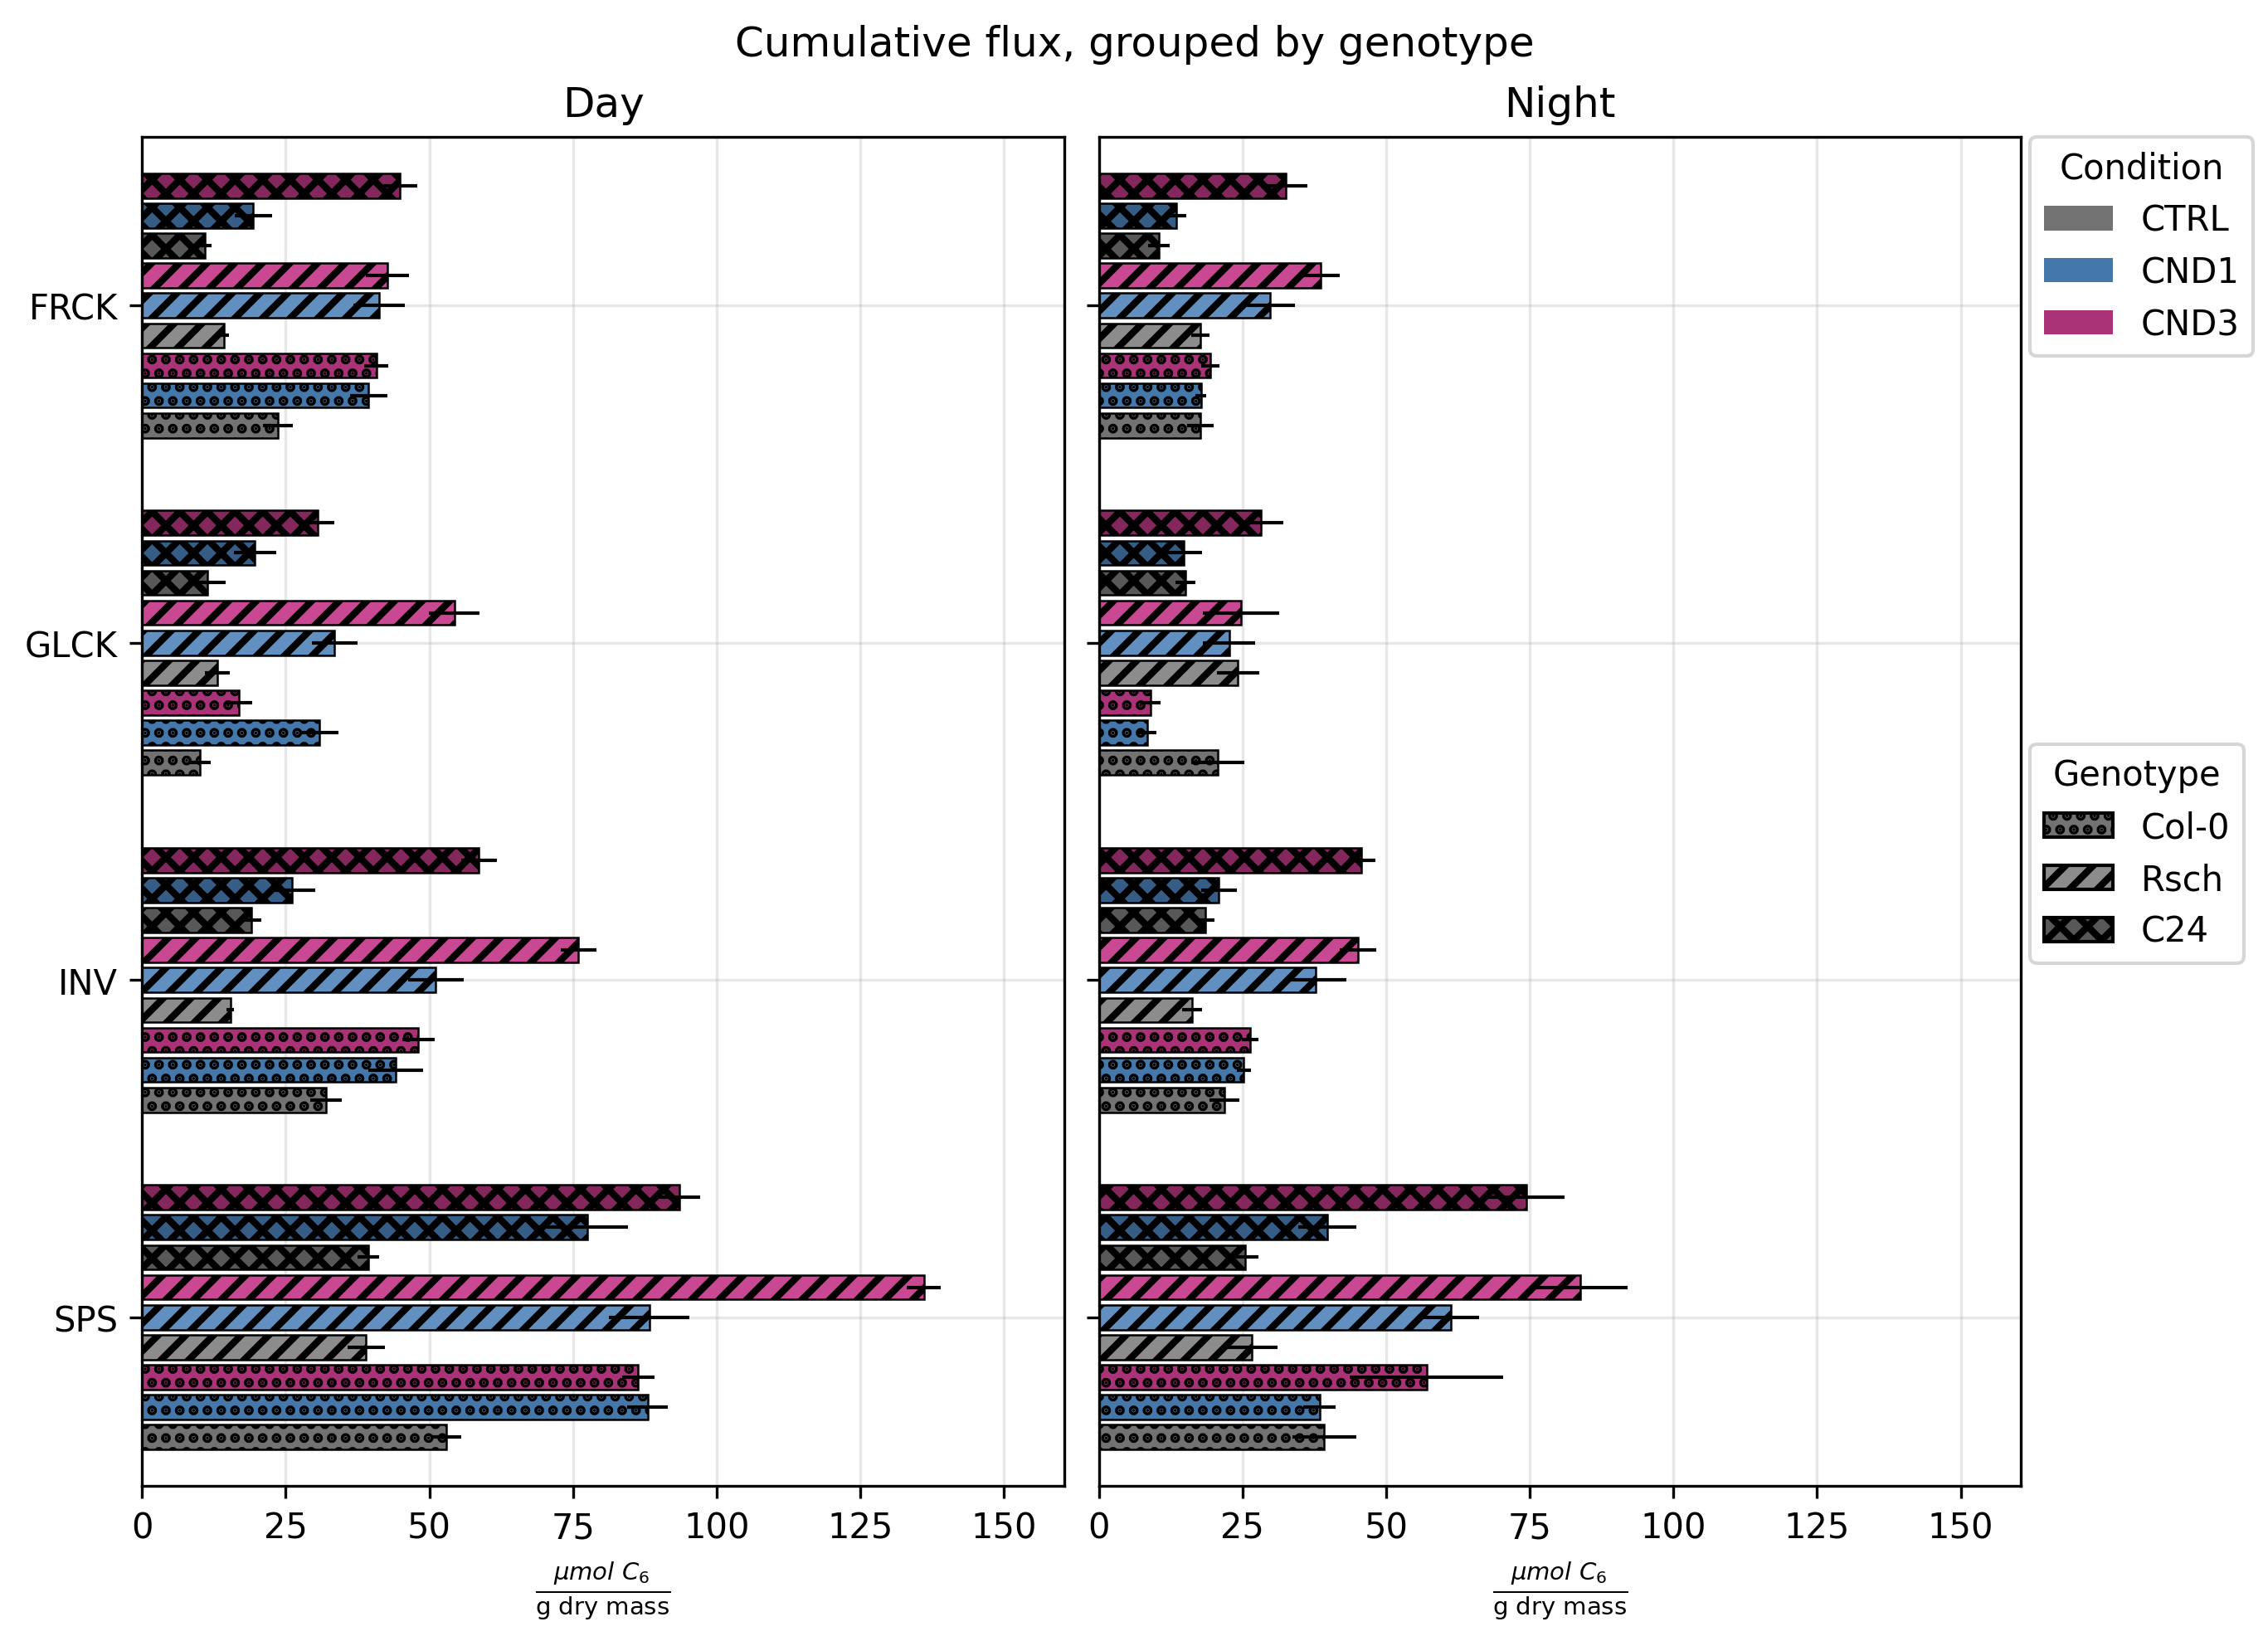 Cumulative flux, grouped by genotype
Day
Night
FRCK
GLCK
INV
SPS
0 25 50 75 100 125 150
0 25 50 75 100 125 150
μmol C₆
g dry mass
μmol C₆
g dry mass
Condition
CTRL
CND1
CND3
Genotype
Col-0
Rsch
C24